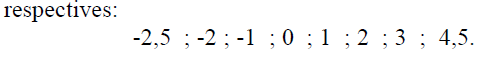 respectives:
-2,5 ; -2 ; -1 ; 0 ; 1 ; 2 ; 3 ; 4,5.